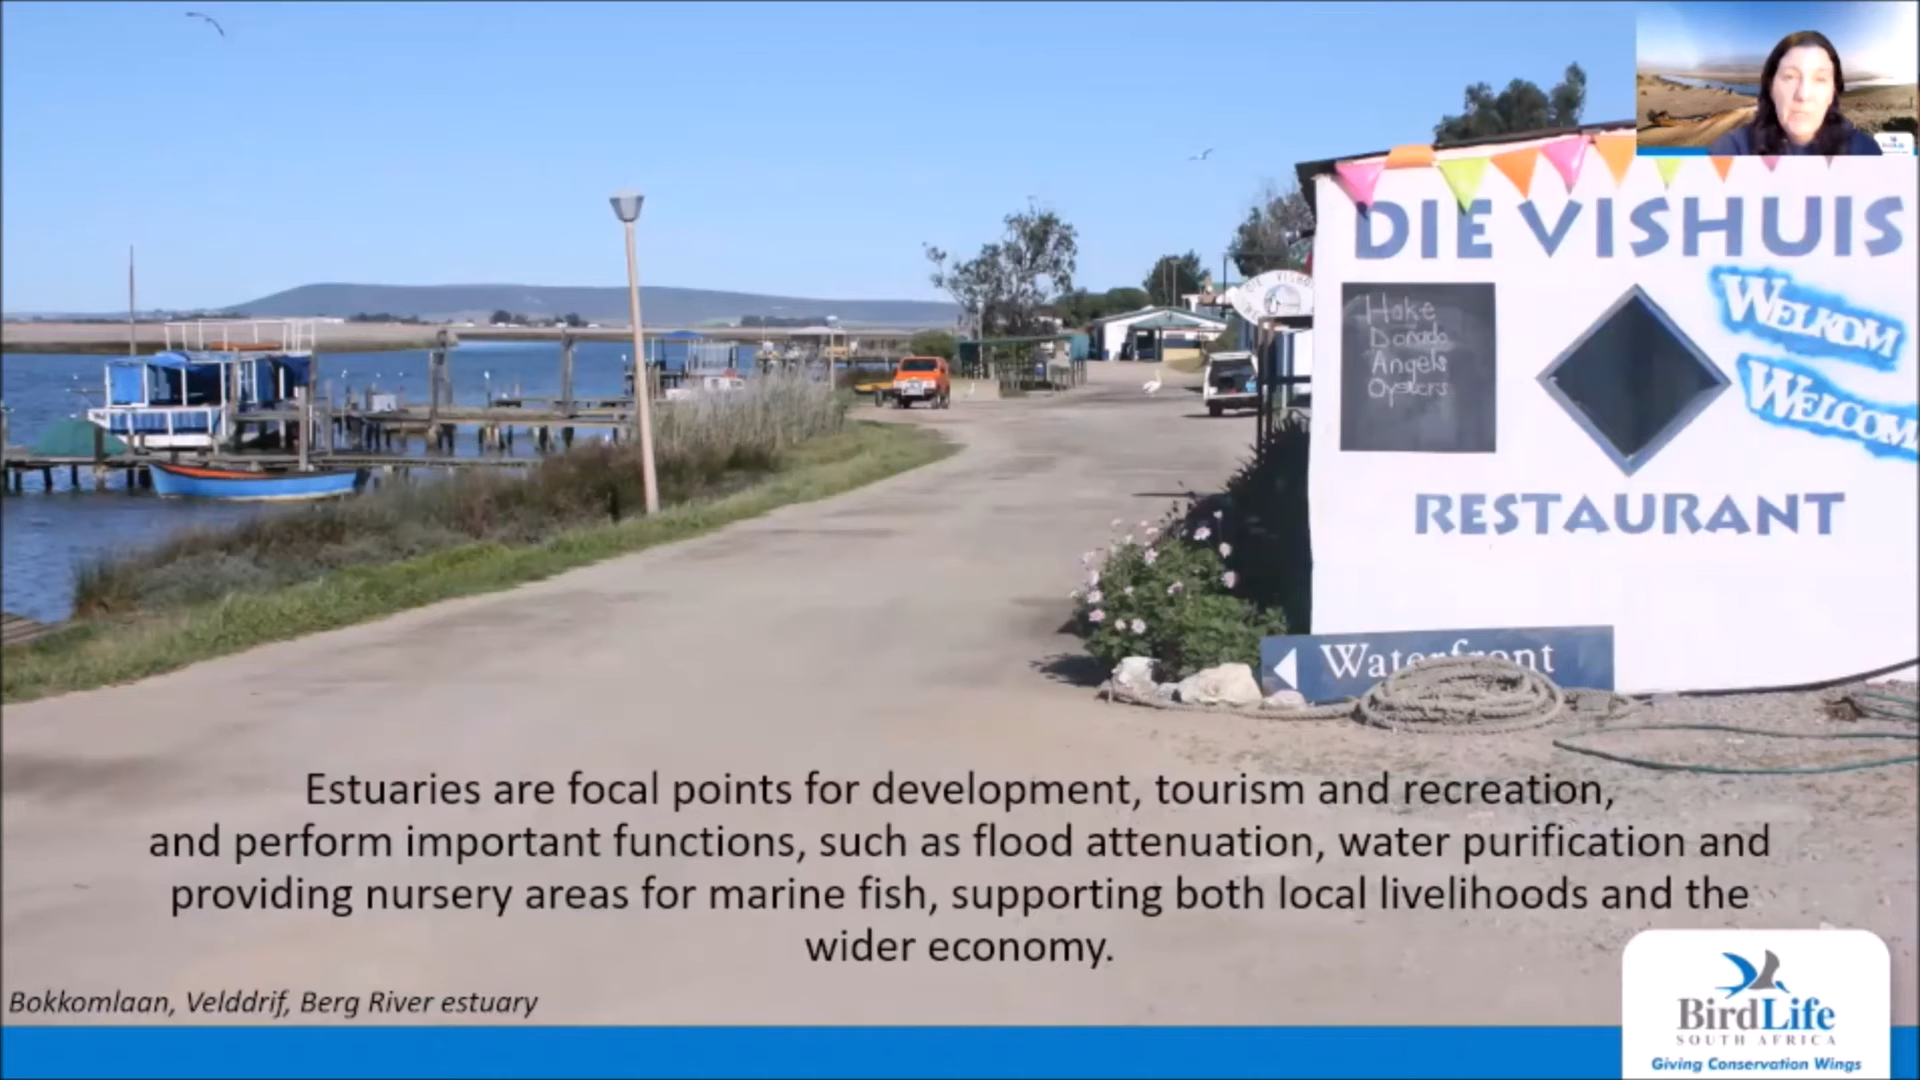 DIE VISHUIS
Hake
Angels
Oysters
WELKOM
RESTAURANT
Waterfront
Estuaries are focal points for development, tourism and recreation,
and perform important functions, such as flood attenuation, water purification and
providing nursery areas for marine fish, supporting both local livelihoods and the
wider economy.
Bokkomlaan, Velddrif, Berg River estuary
BirdLife
SOUTH AFRICA
Giving Conservation Wings